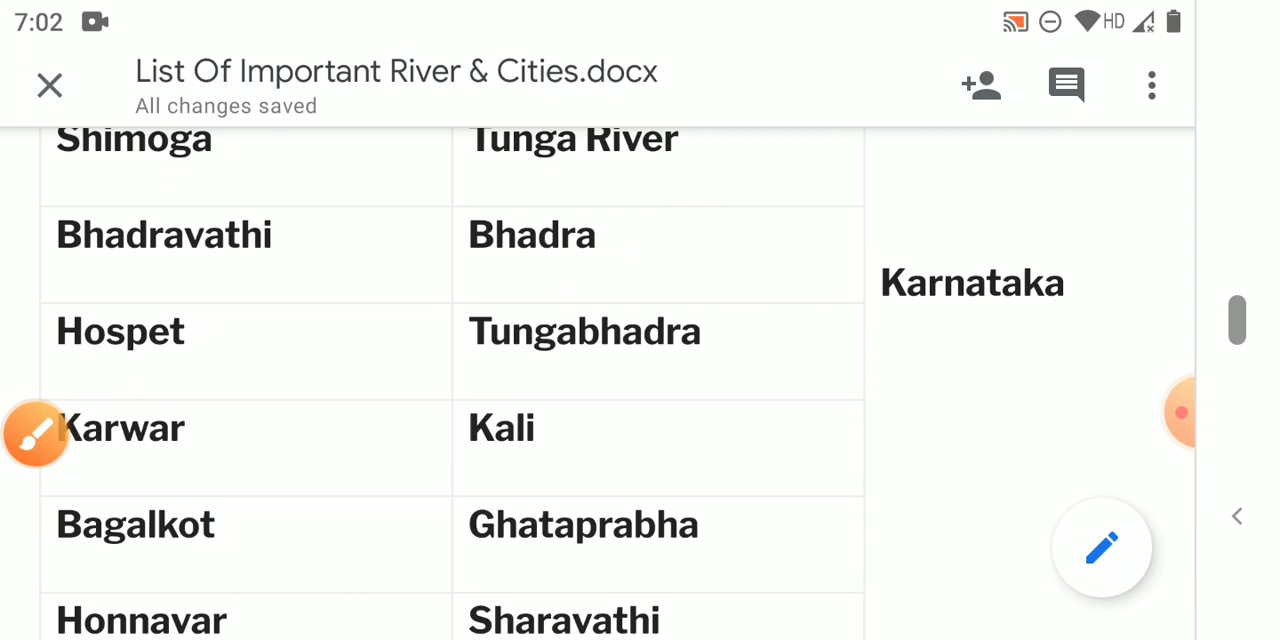 7:02
HD
List Of Important River & Cities.docx
All changes saved
Shimoga Tunga River
Bhadravathi Bhadra
Karnataka
Hospet Tungabhadra
Karwar Kali
Bagalkot Ghataprabha
Honnavar Sharavathi